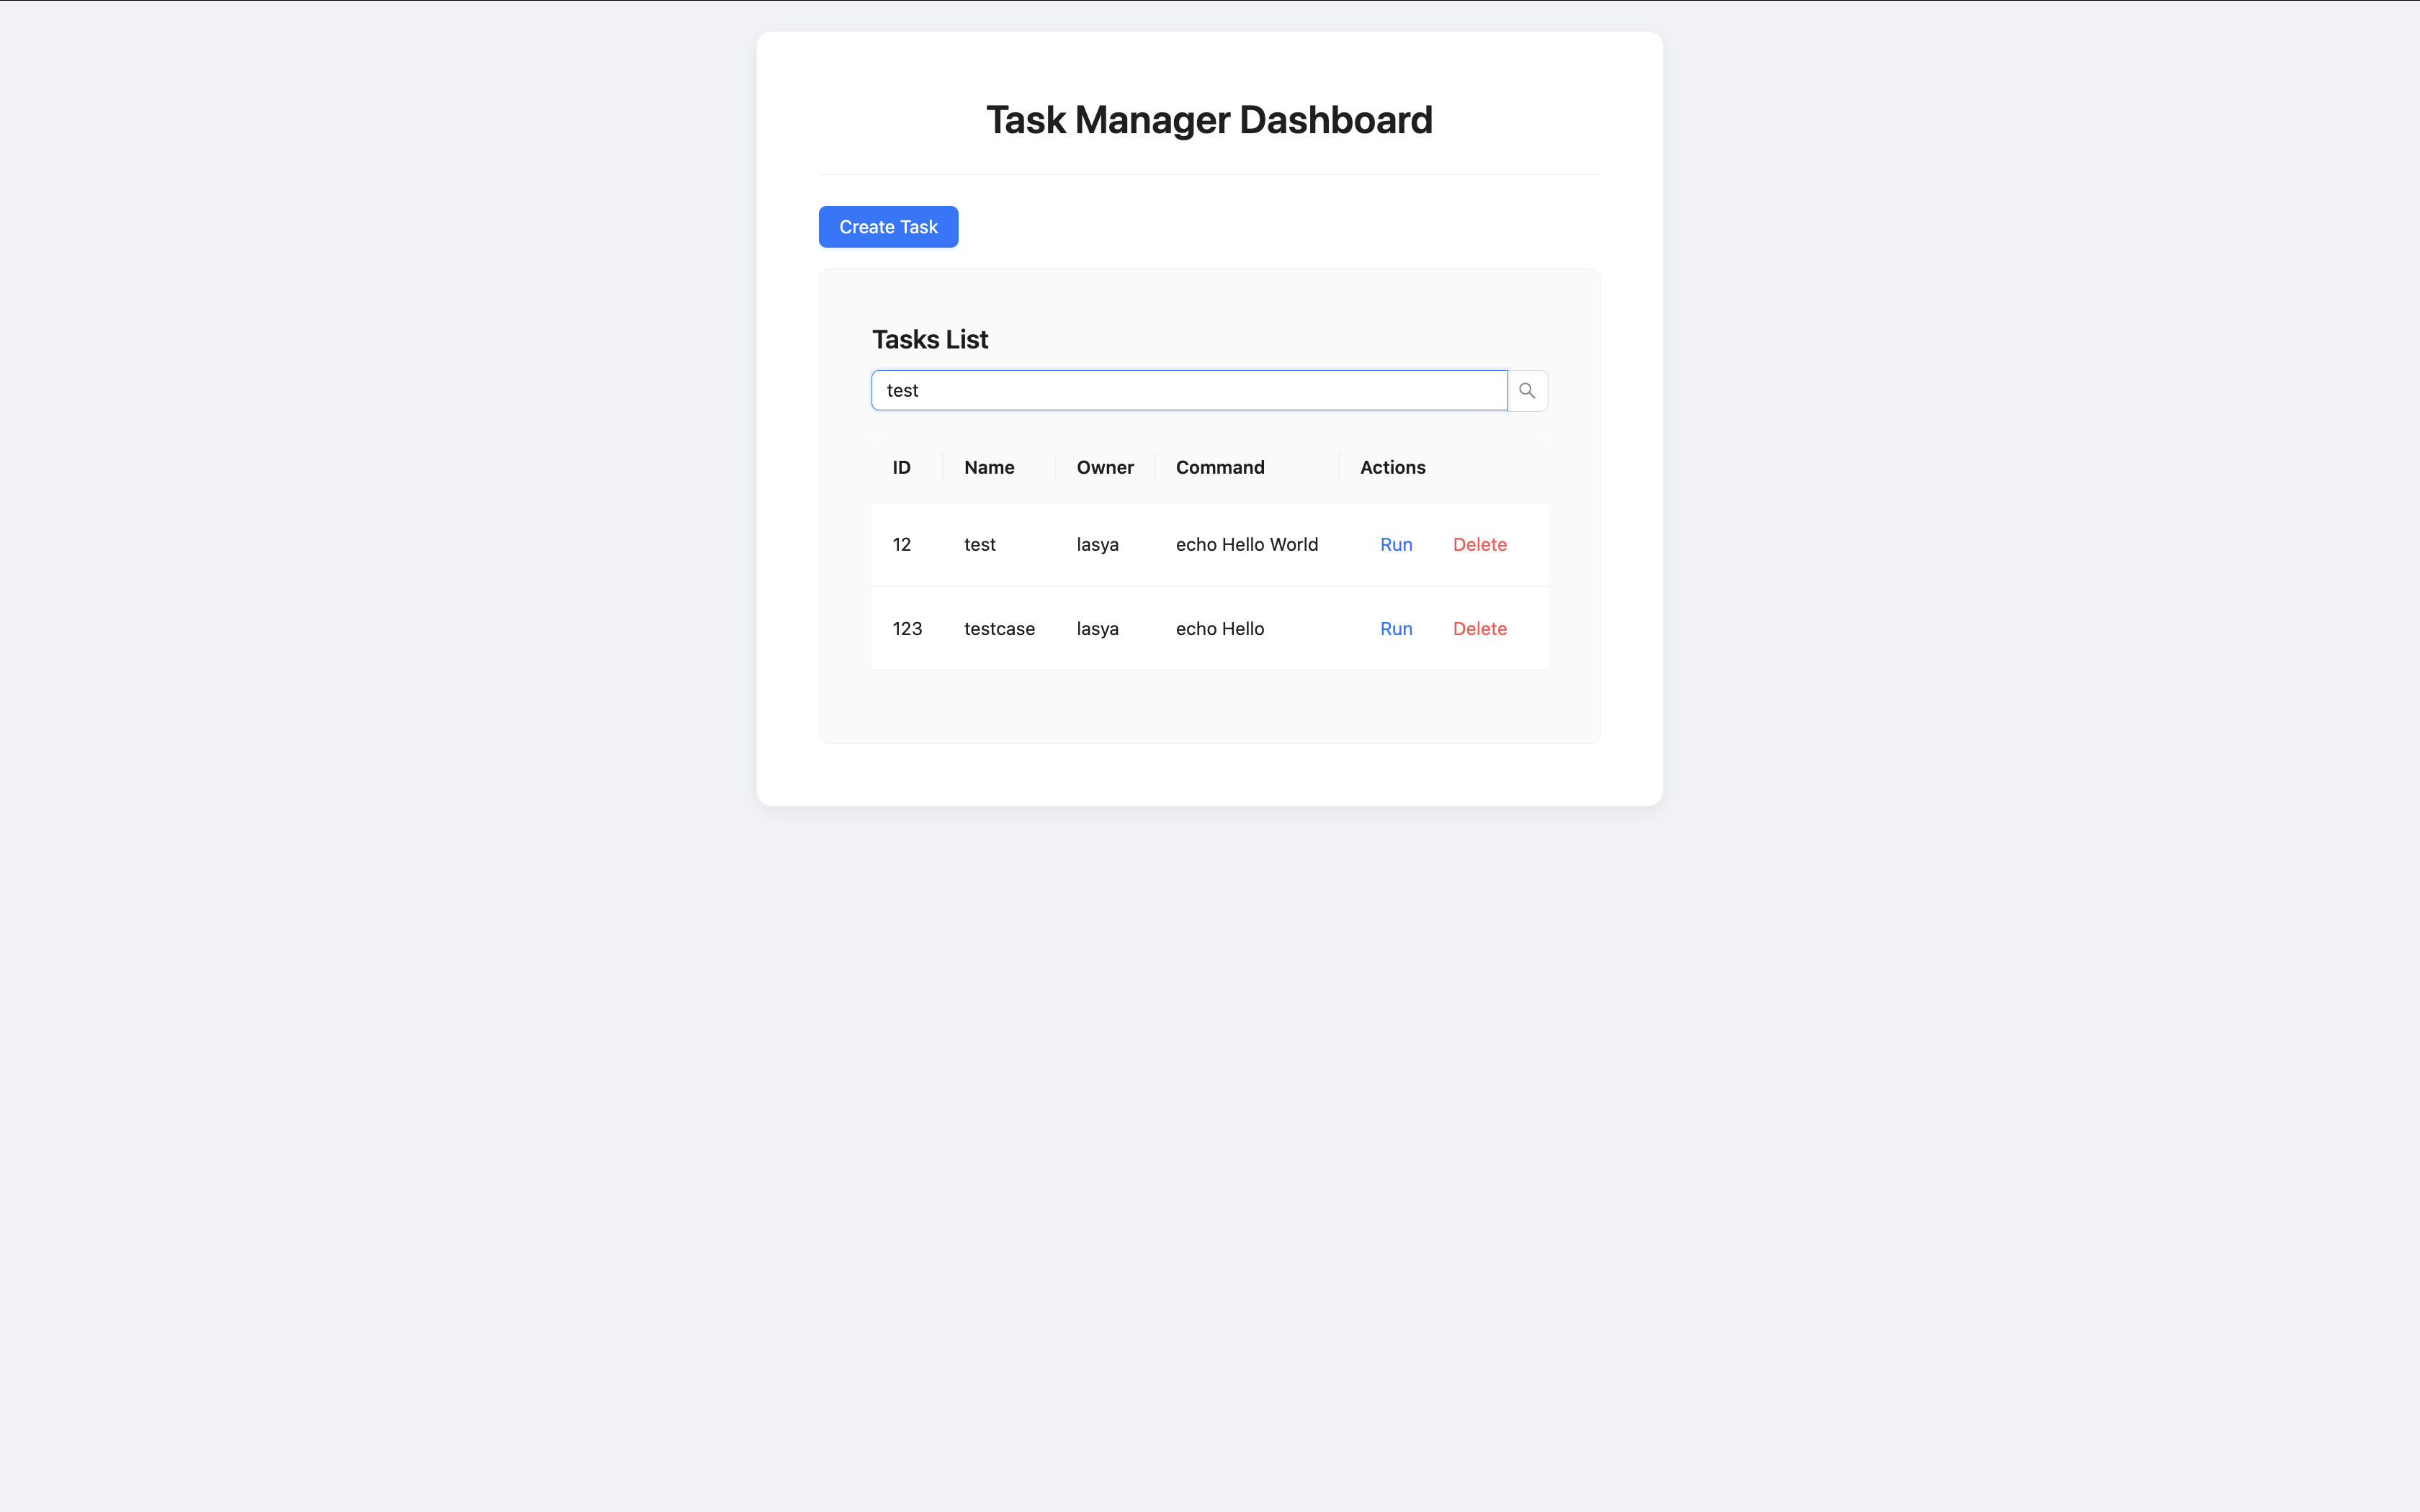 Task Manager Dashboard
Create Task
Tasks List
test
ID Name Owner Command Actions
12 test lasya echo Hello World Run Delete
123 testcase lasya echo Hello Run Delete